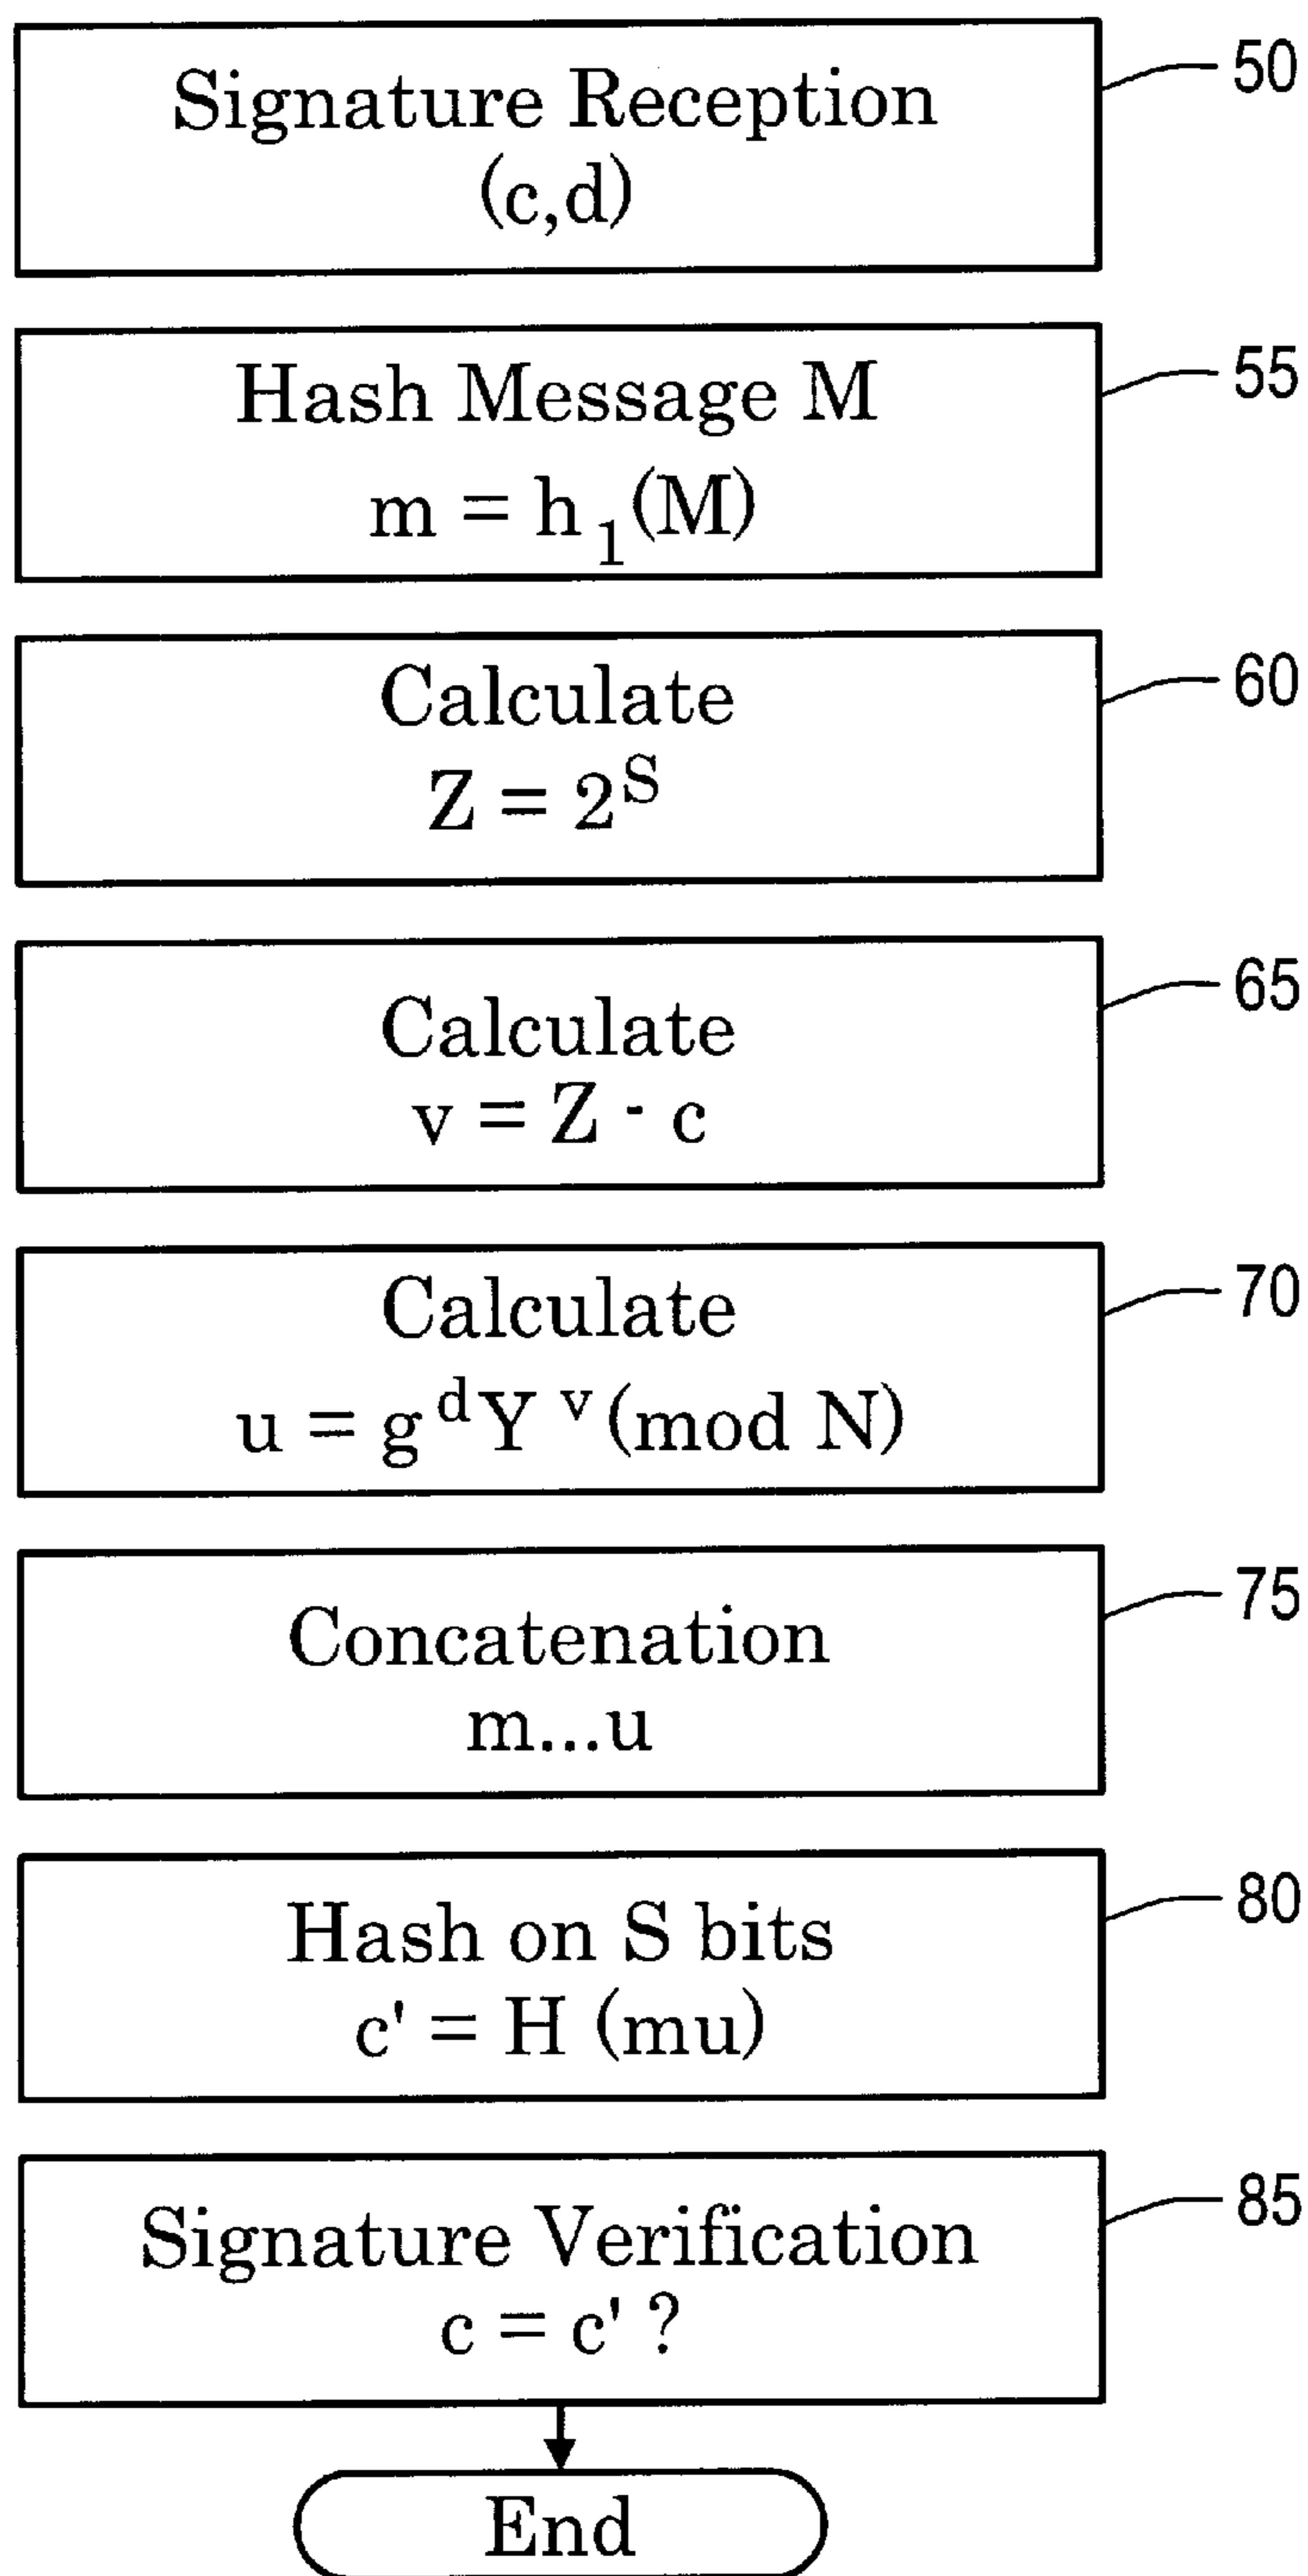 Signature Reception
(c,d)
50
Hash Message M
m = h₁(M)
55
Calculate
Z = 2ˢ
60
Calculate
v = Z - c
65
Calculate
u = gᵈYᵛ(mod N)
70
Concatenation
m...u
75
Hash on S bits
c' = H (mu)
80
Signature Verification
c = c' ?
85
End